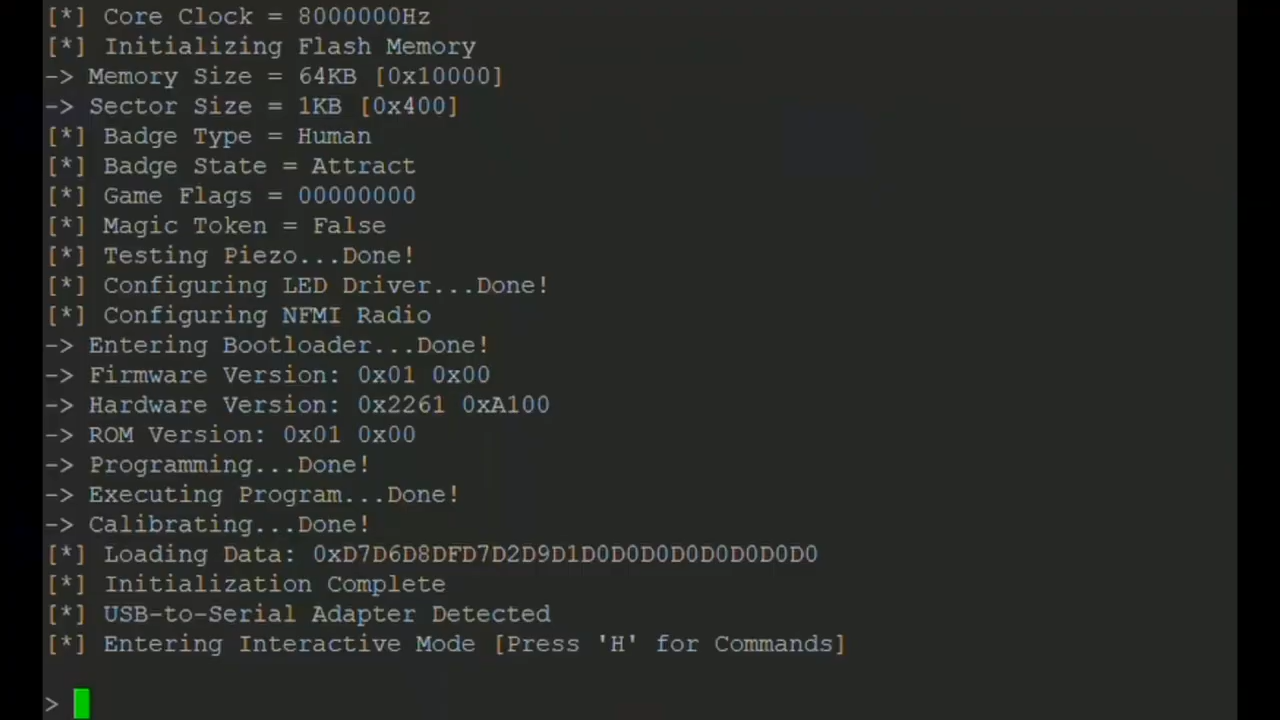 [*] Core Clock = 8000000Hz
[*] Initializing Flash Memory
-> Memory Size = 64KB [0x10000]
-> Sector Size = 1KB [0x400]
[*] Badge Type = Human
[*] Badge State = Attract
[*] Game Flags = 00000000
[*] Magic Token = False
[*] Testing Piezo...Done!
[*] Configuring LED Driver...Done!
[*] Configuring NFMI Radio
-> Entering Bootloader...Done!
-> Firmware Version: 0x01 0x00
-> Hardware Version: 0x2261 0xA100
-> ROM Version: 0x01 0x00
-> Programming...Done!
-> Executing Program...Done!
-> Calibrating...Done!
[*] Loading Data: 0xD7D6D8DFD7D2D9D1D0D0D0D0D0D0D0D0
[*] Initialization Complete
[*] USB-to-Serial Adapter Detected
[*] Entering Interactive Mode [Press 'H' for Commands]
>